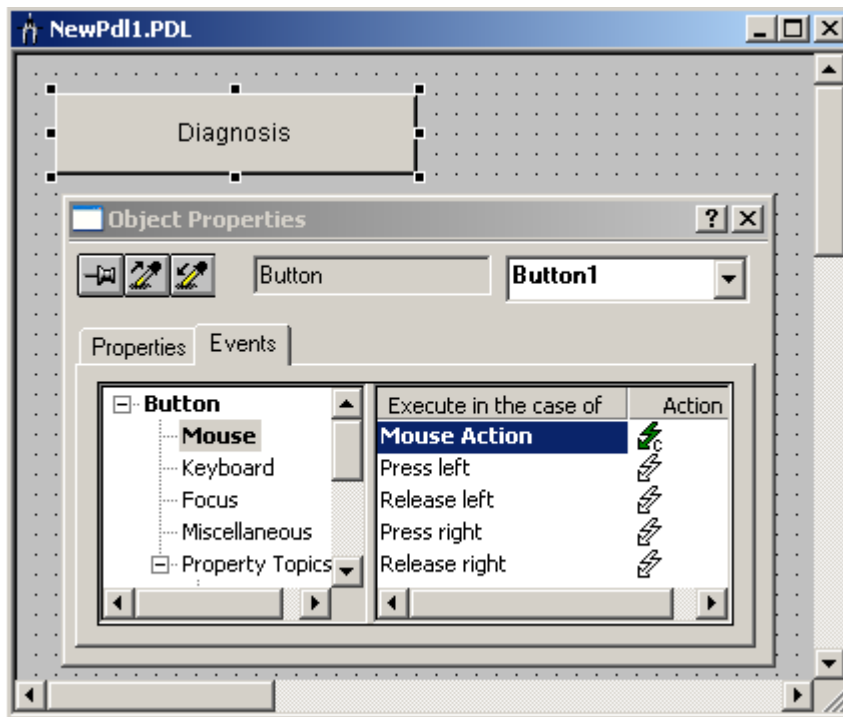 NewPdl1.PDL
Diagnosis
Object Properties
Button Button1
Properties Events
Button
Mouse
Keyboard
Focus
Miscellaneous
Property Topics
Execute in the case of Action
Mouse Action C
Press left
Release left
Press right
Release right